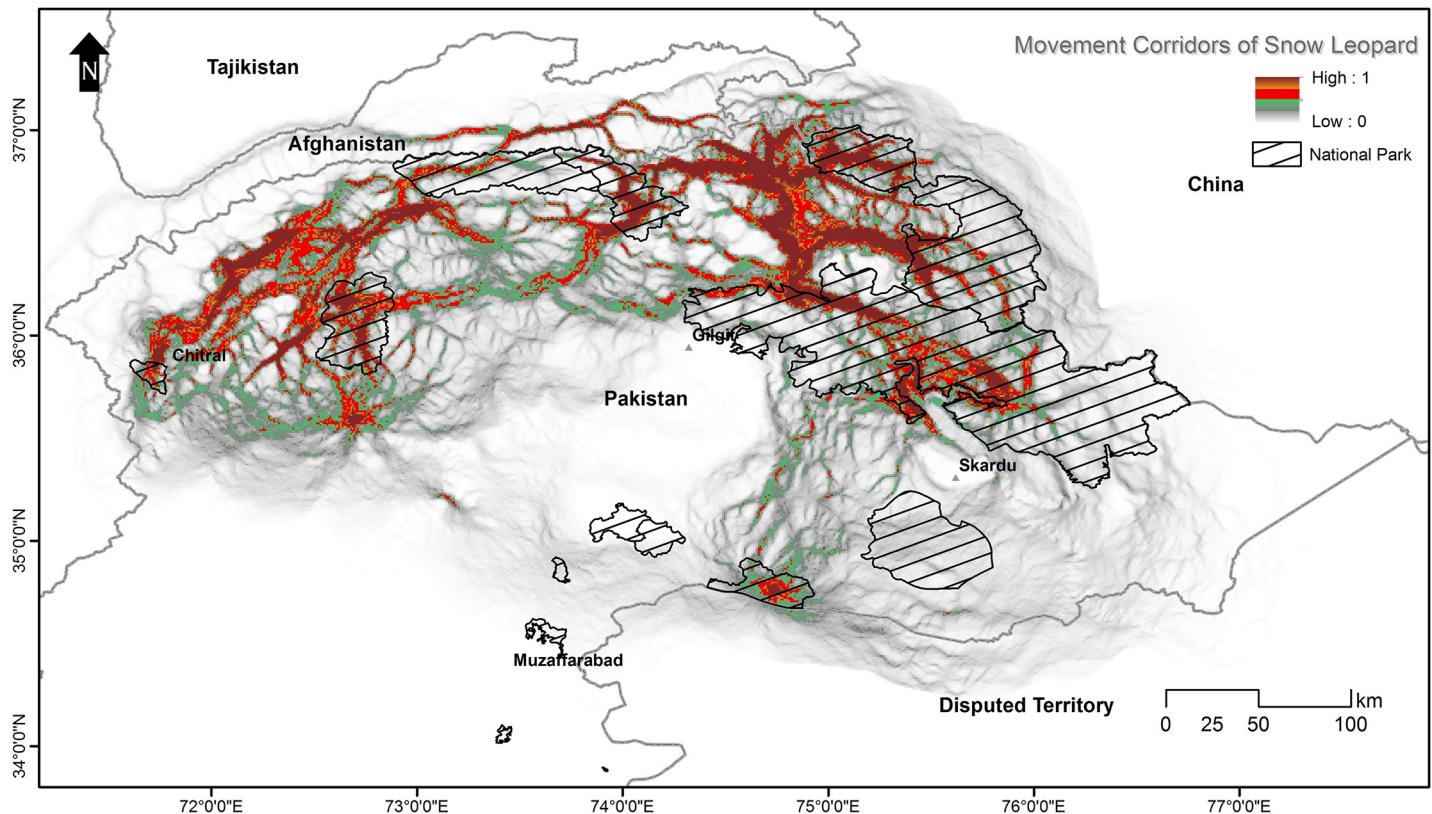 Movement Corridors of Snow Leopard
High : 1
Low : 0
National Park
N
Tajikistan
Afghanistan
China
Chitral
Gilgit
Pakistan
Skardu
Muzaffarabad
Disputed Territory
km
0 25 50 100
37°0'0"N
36°0'0"N
35°0'0"N
34°0'0"N
72°0'0"E 73°0'0"E 74°0'0"E 75°0'0"E 76°0'0"E 77°0'0"E